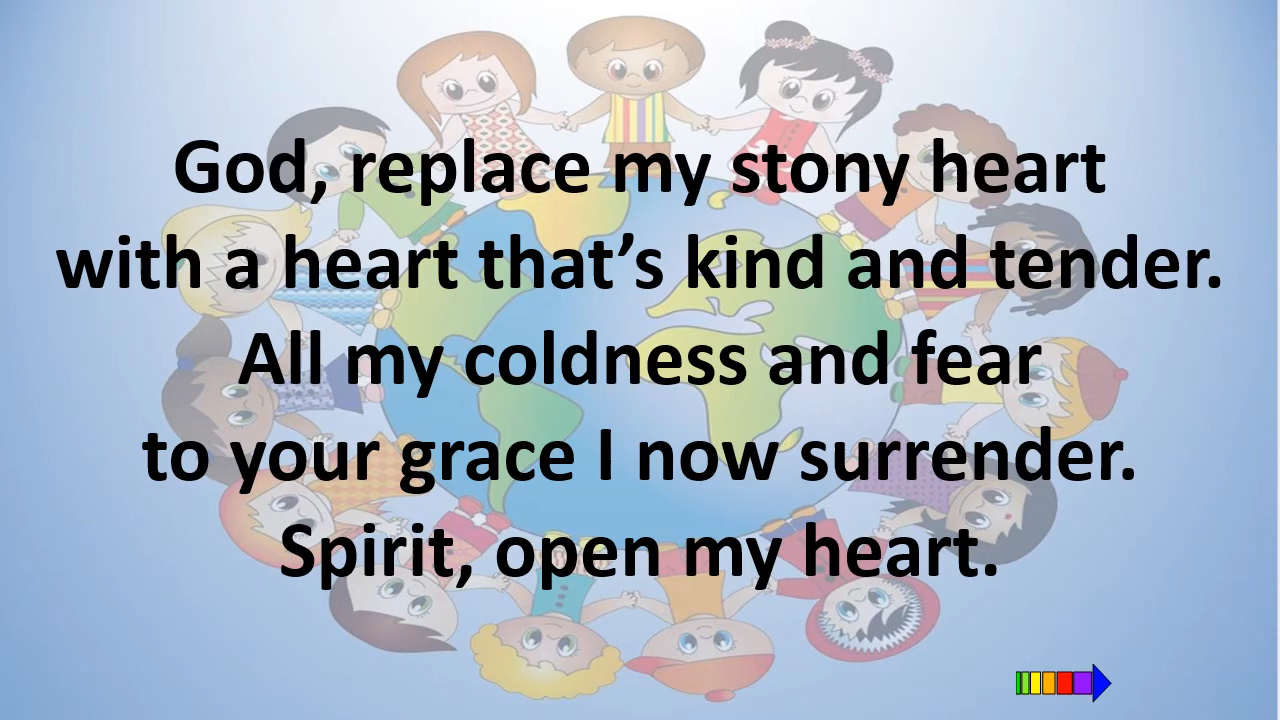 God, replace my stony heart
with a heart that’s kind and tender.
All my coldness and fear
to your grace I now surrender.
Spirit, open my heart.